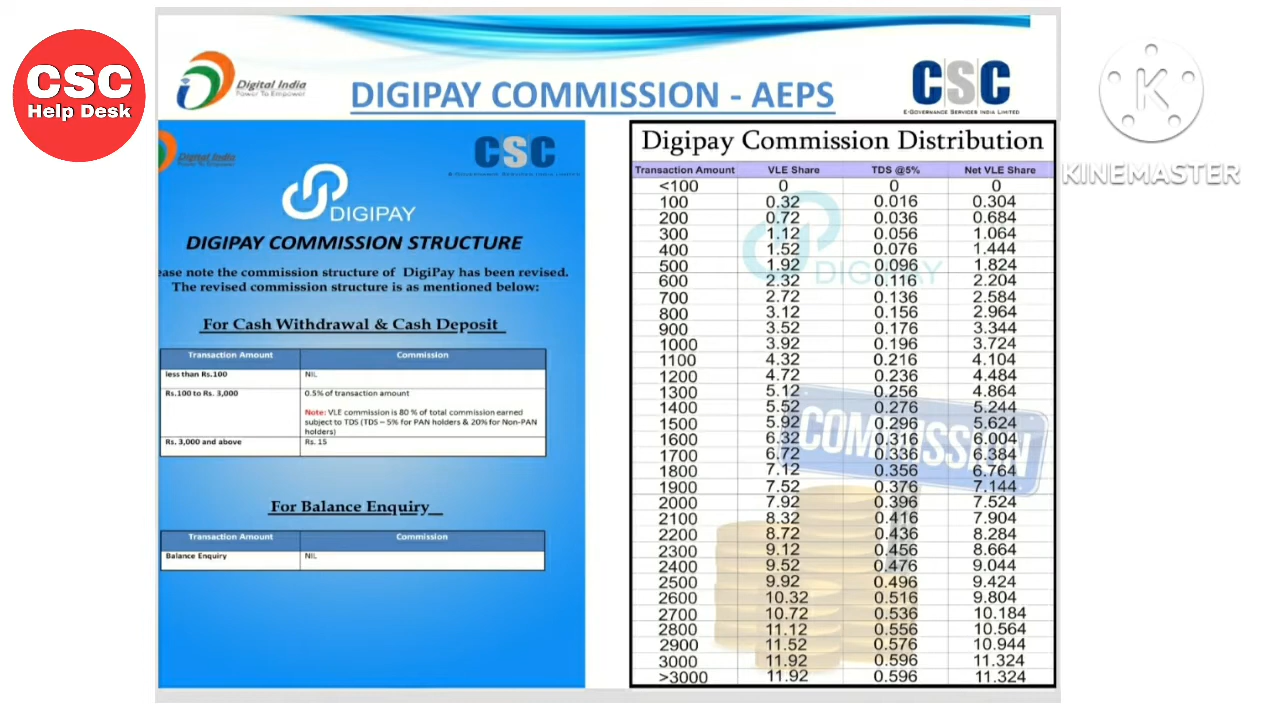 CSC
Help Desk
Digital India
Power To Empower
DIGIPAY COMMISSION - AEPS
CSC
E-Governance Services India Limited
K
KINEMASTER
Digital India
CSC
DIGIPAY
DIGIPAY COMMISSION STRUCTURE
ease note the commission structure of DigiPay has been revised.
The revised commission structure is as mentioned below:
For Cash Withdrawal & Cash Deposit
Transaction Amount Commission
less than Rs.100 NIL
Rs.100 to Rs. 3,000 0.5% of transaction amount
Note: VLE commission is 80 % of total commission earned
subject to TDS (TDS – 5% for PAN holders & 20% for Non-PAN
holders)
Rs. 3,000 and above Rs. 15
For Balance Enquiry
Transaction Amount Commission
Balance Enquiry NIL
Digipay Commission Distribution
Transaction Amount VLE Share TDS @5% Net VLE Share
<100 0 0 0
100 0.32 0.016 0.304
200 0.72 0.036 0.684
300 1.12 0.056 1.064
400 1.52 0.076 1.444
500 1.92 0.096 1.824
600 2.32 0.116 2.204
700 2.72 0.136 2.584
800 3.12 0.156 2.964
900 3.52 0.176 3.344
1000 3.92 0.196 3.724
1100 4.32 0.216 4.104
1200 4.72 0.236 4.484
1300 5.12 0.256 4.864
1400 5.52 0.276 5.244
1500 5.92 0.296 5.624
1600 6.32 0.316 6.004
1700 6.72 0.336 6.384
1800 7.12 0.356 6.764
1900 7.52 0.376 7.144
2000 7.92 0.396 7.524
2100 8.32 0.416 7.904
2200 8.72 0.436 8.284
2300 9.12 0.456 8.664
2400 9.52 0.476 9.044
2500 9.92 0.496 9.424
2600 10.32 0.516 9.804
2700 10.72 0.536 10.184
2800 11.12 0.556 10.564
2900 11.52 0.576 10.944
3000 11.92 0.596 11.324
>3000 11.92 0.596 11.324
DIGIPAY
COMMISSION